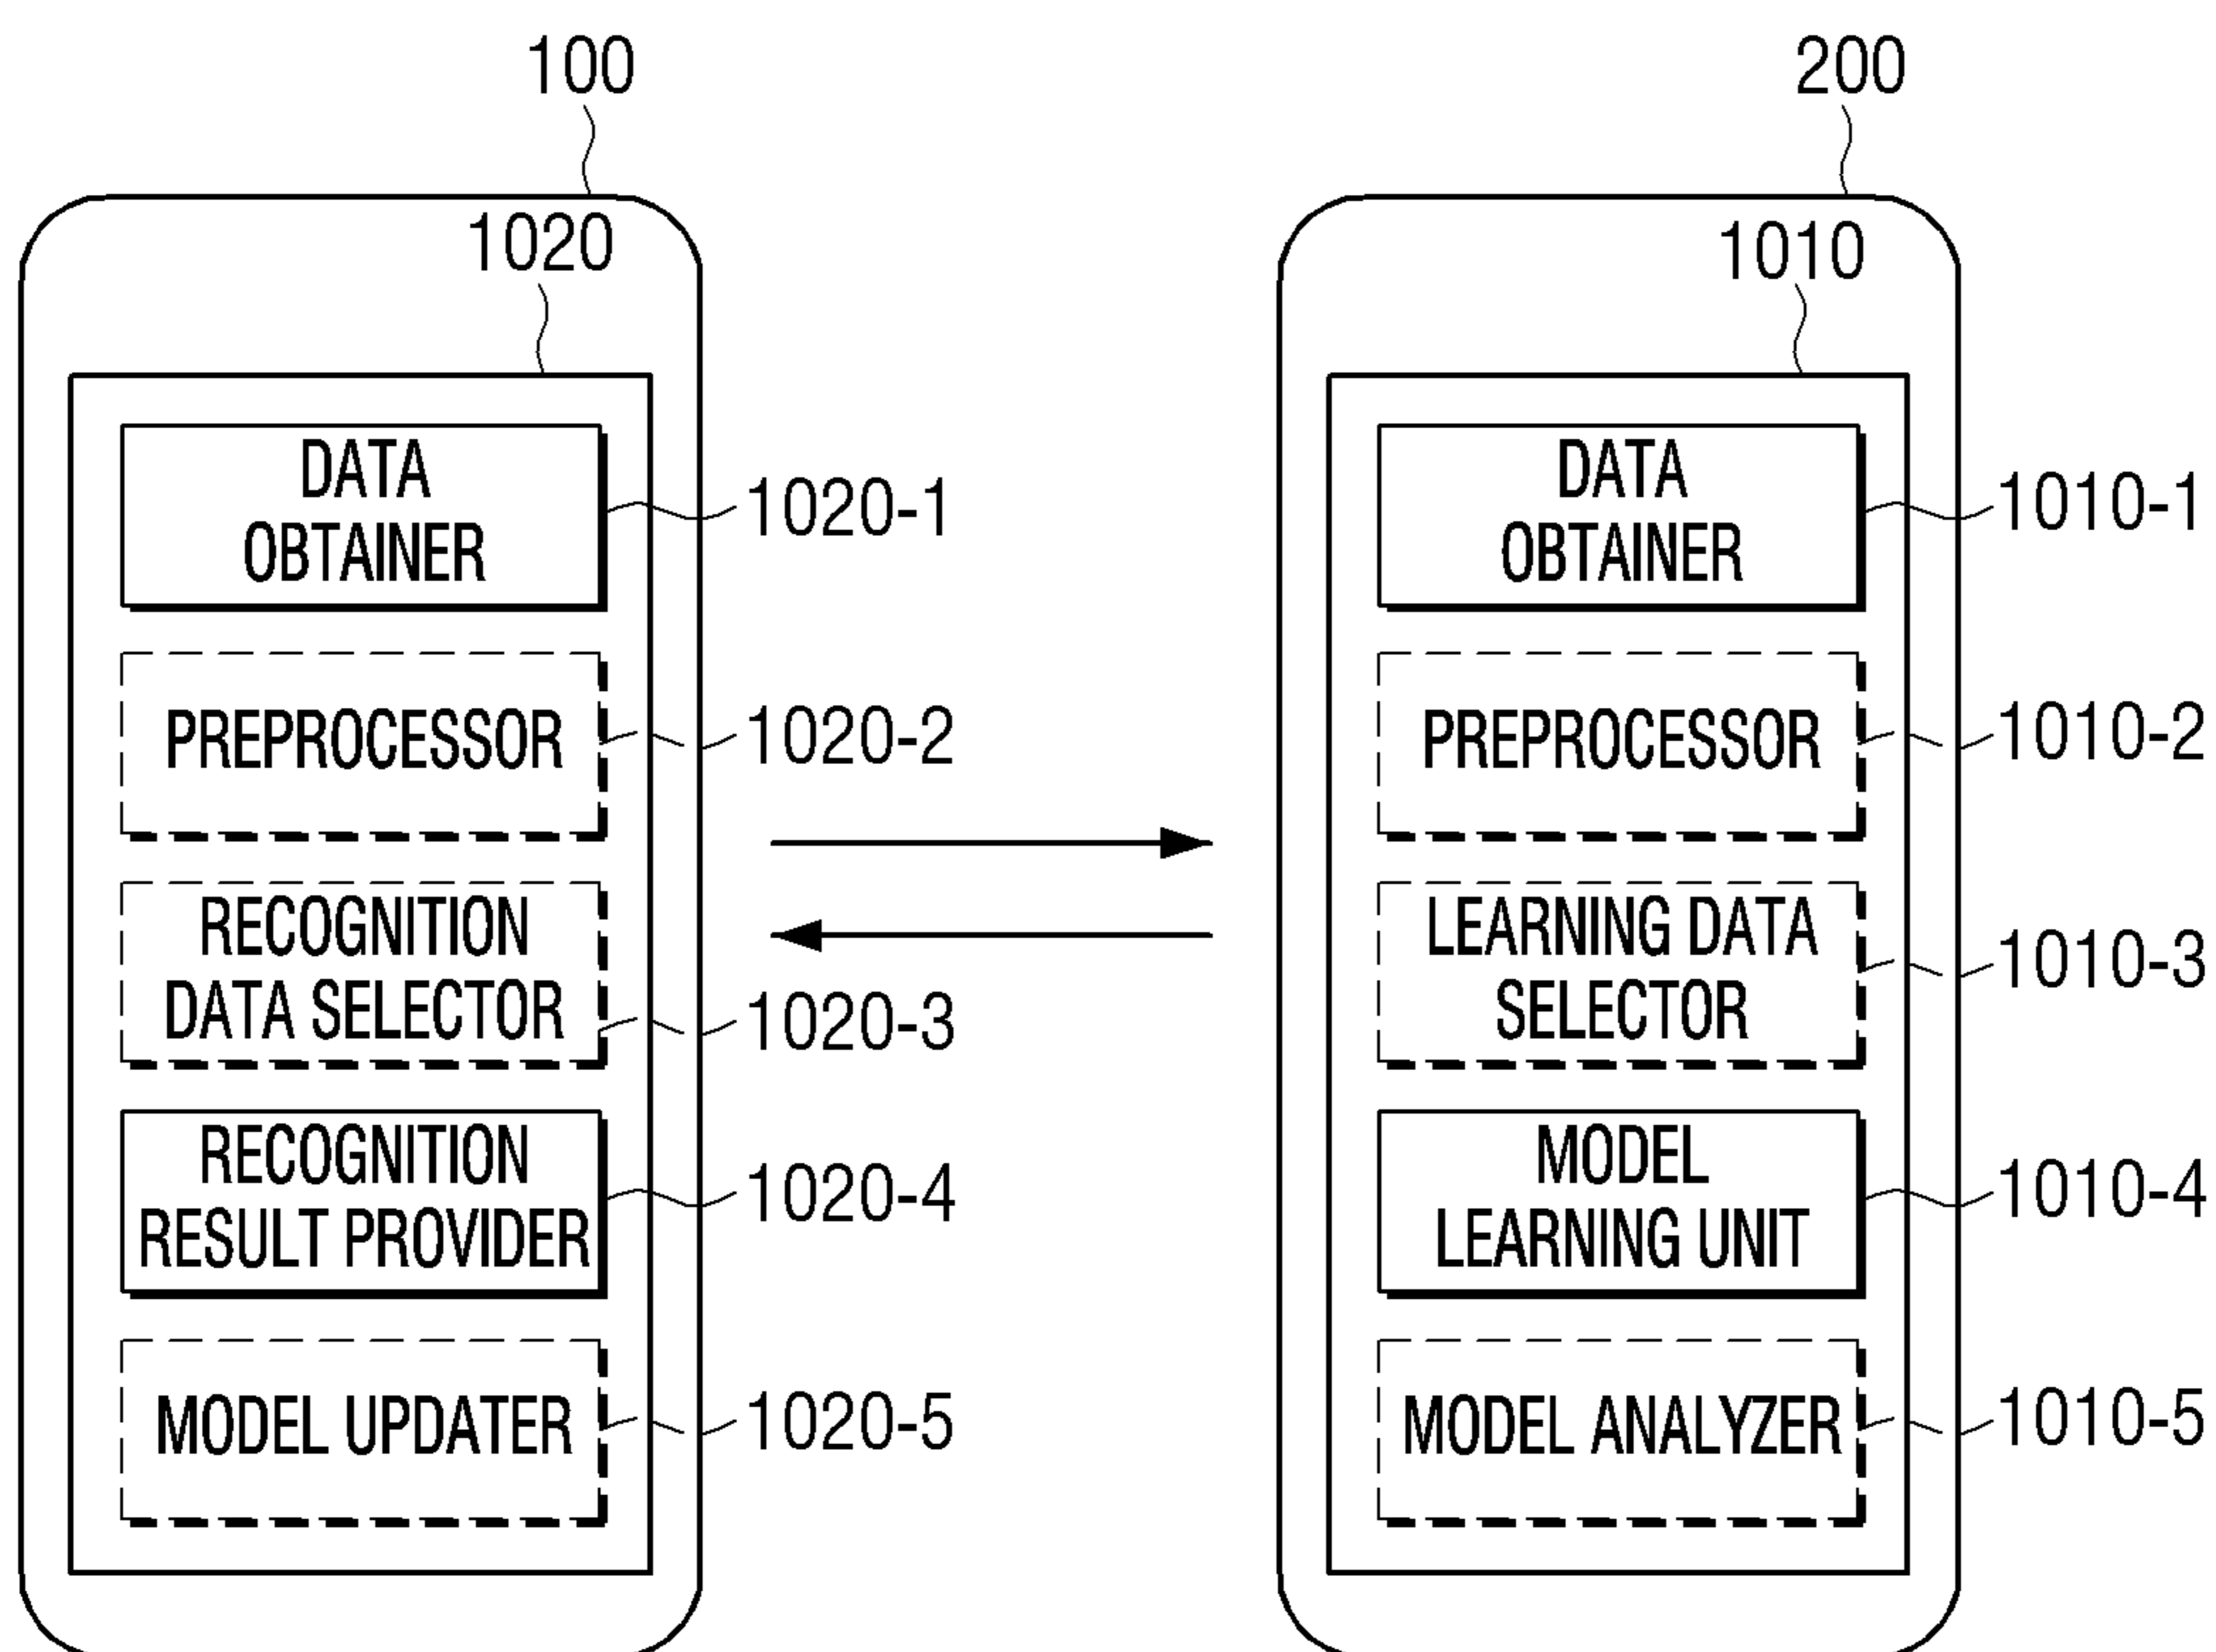 100
1020
DATA
OBTAINER
1020-1
PREPROCESSOR
1020-2
RECOGNITION
DATA SELECTOR
1020-3
RECOGNITION
RESULT PROVIDER
1020-4
MODEL UPDATER
1020-5
200
1010
DATA
OBTAINER
1010-1
PREPROCESSOR
1010-2
LEARNING DATA
SELECTOR
1010-3
MODEL
LEARNING UNIT
1010-4
MODEL ANALYZER
1010-5